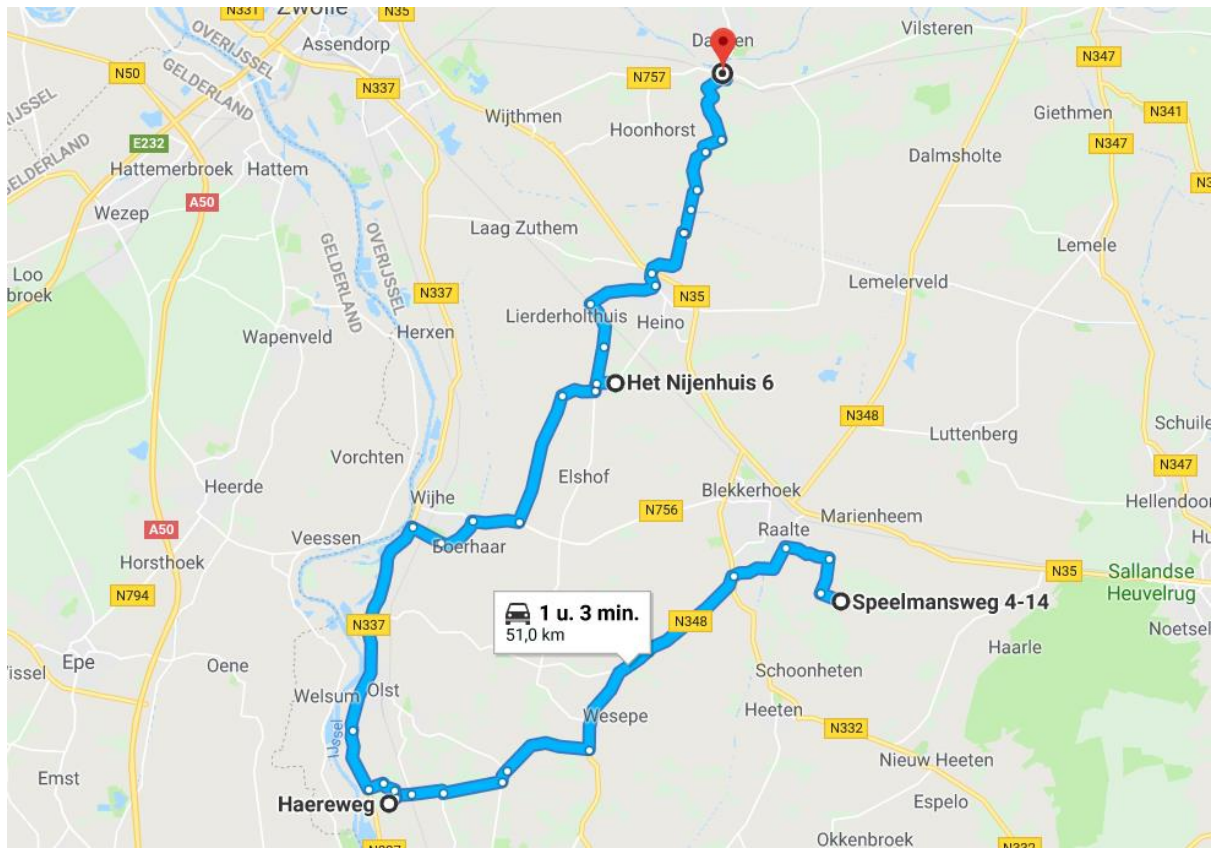 N331
Zwolle
N35
Assendorp
OVERIJSSEL
GELDERLAND
Vilsteren
N347
N50
N337
N757
Wijthmen
Giethmen
N341
Hoonhorst
E232
Hattemerbroek
Hattem
Dalmsholte
N347
GELDERLAND
A50
Wezep
Laag Zuthem
OVERIJSSEL
GELDERLAND
Lemele
Loo
broek
N337
N35
Lemelerveld
Lierderholthuis
Heino
Herxen
Wapenveld
Het Nijenhuis 6
N348
Luttenberg
Vorchten
Elshof
N347
Heerde
Wijhe
Blekkerhoek
N756
Marienheem
A50
Veessen
Boerhaar
Raalte
Horsthoek
N35
Sallandse
Heuvelrug
N794
1 u. 3 min.
51,0 km
Speelmansweg 4-14
N337
N348
Noetsel
Haarle
Epe
Oene
Schoonheten
Welsum
Olst
Wesepe
Heeten
IJssel
N332
Nieuw Heeten
Emst
Haereweg
Espelo
Okkenbroek
N332